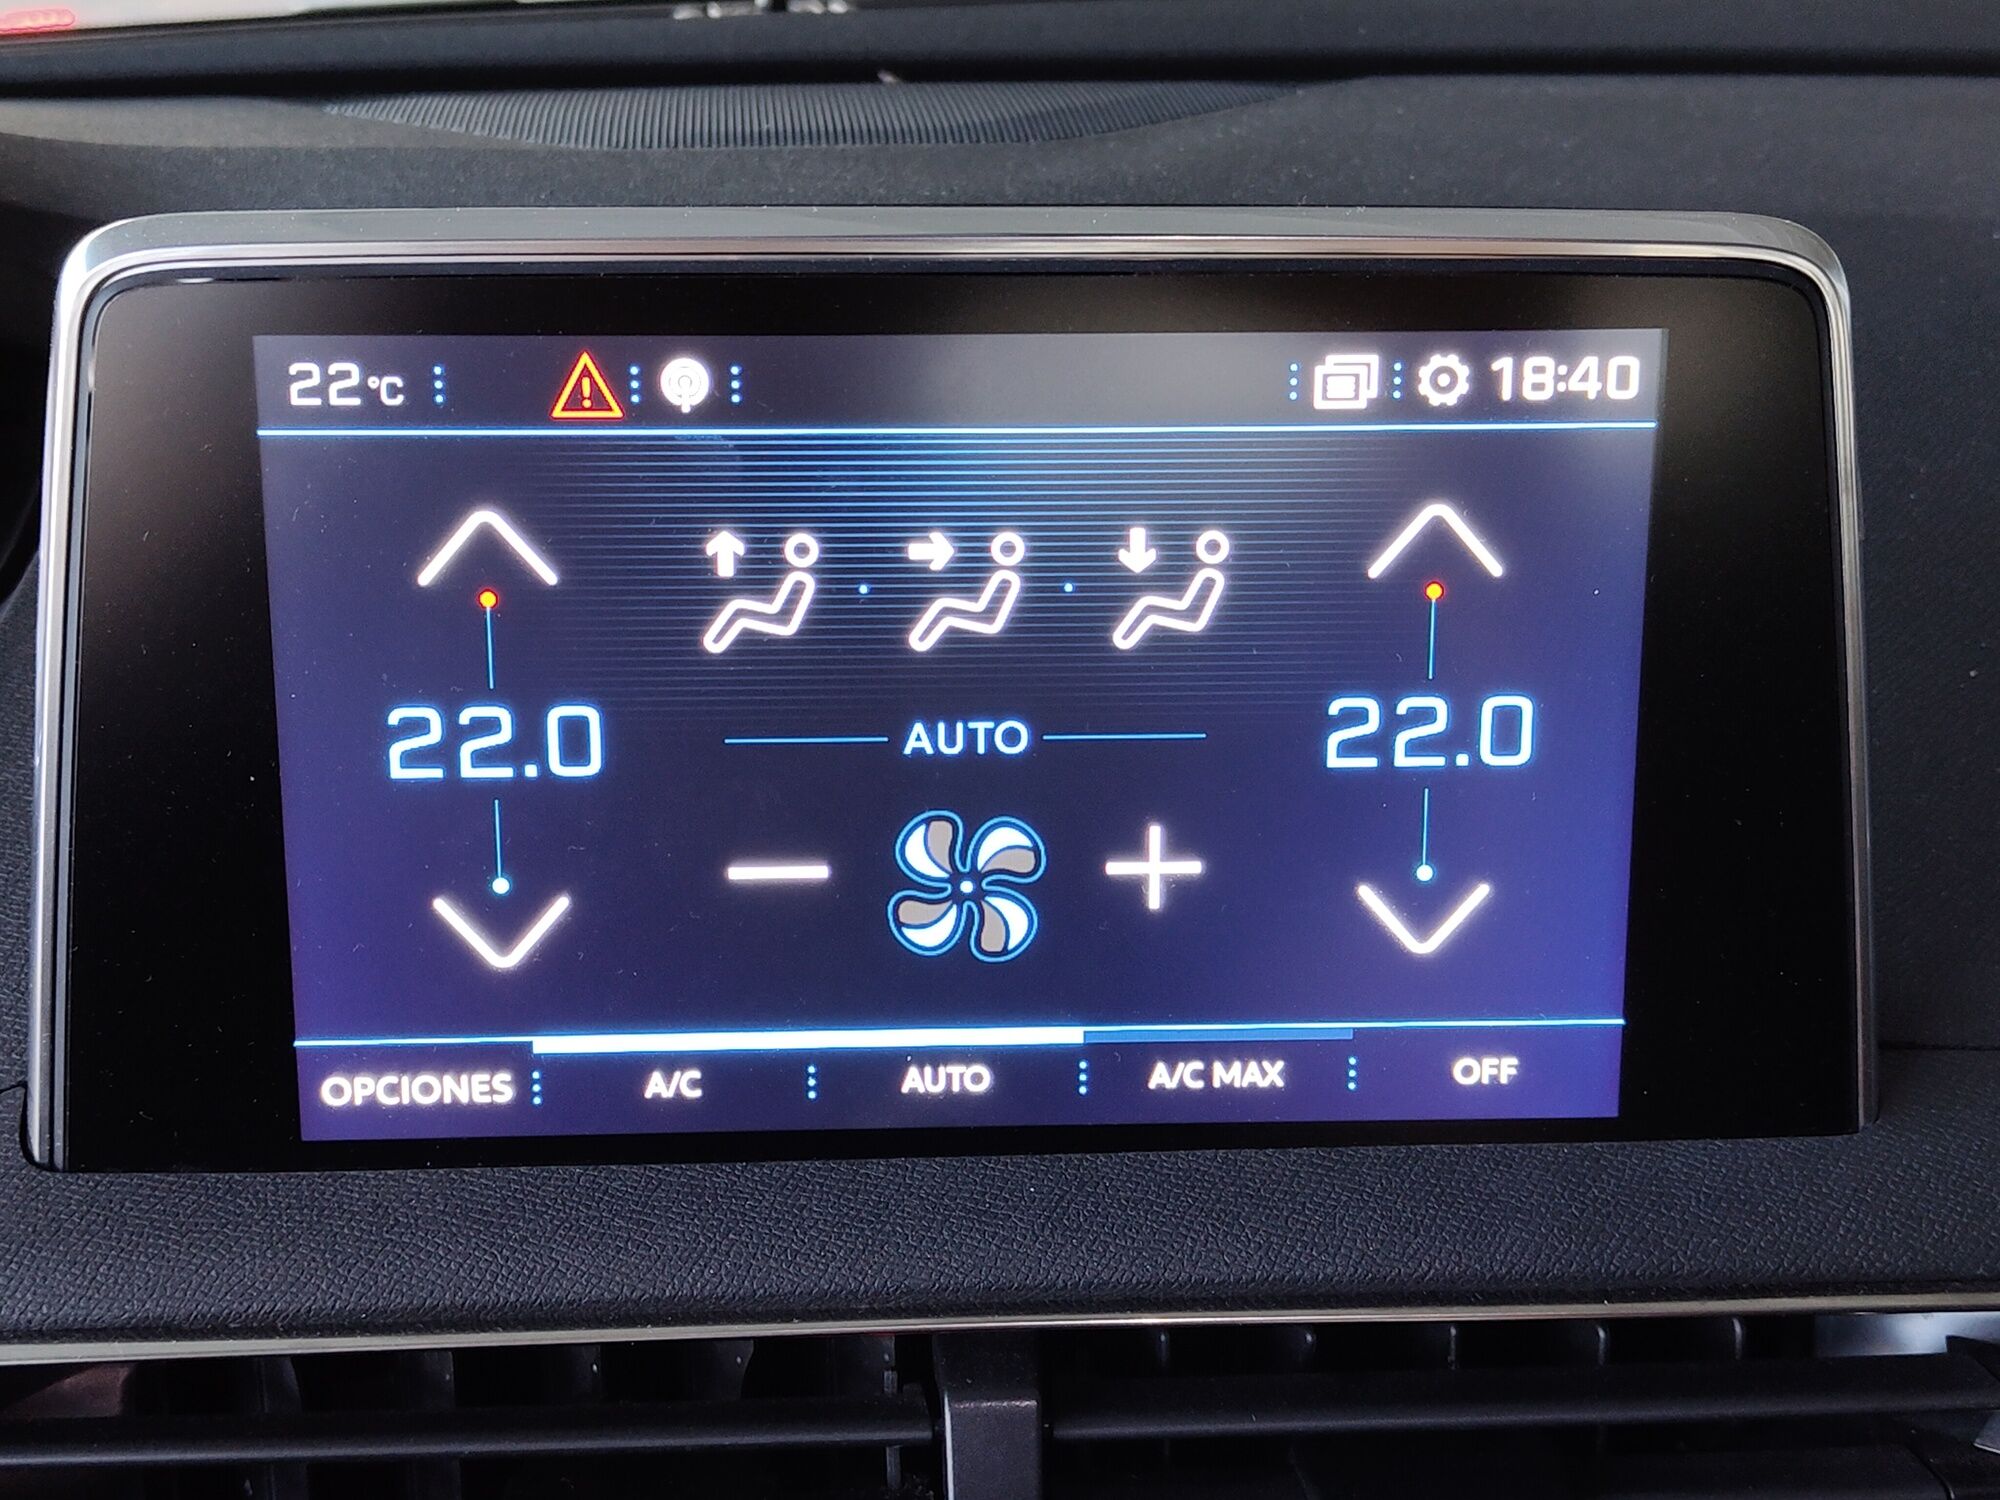 22°C 18:40
22.0 22.0
AUTO
OPCIONES A/C AUTO A/C MAX OFF